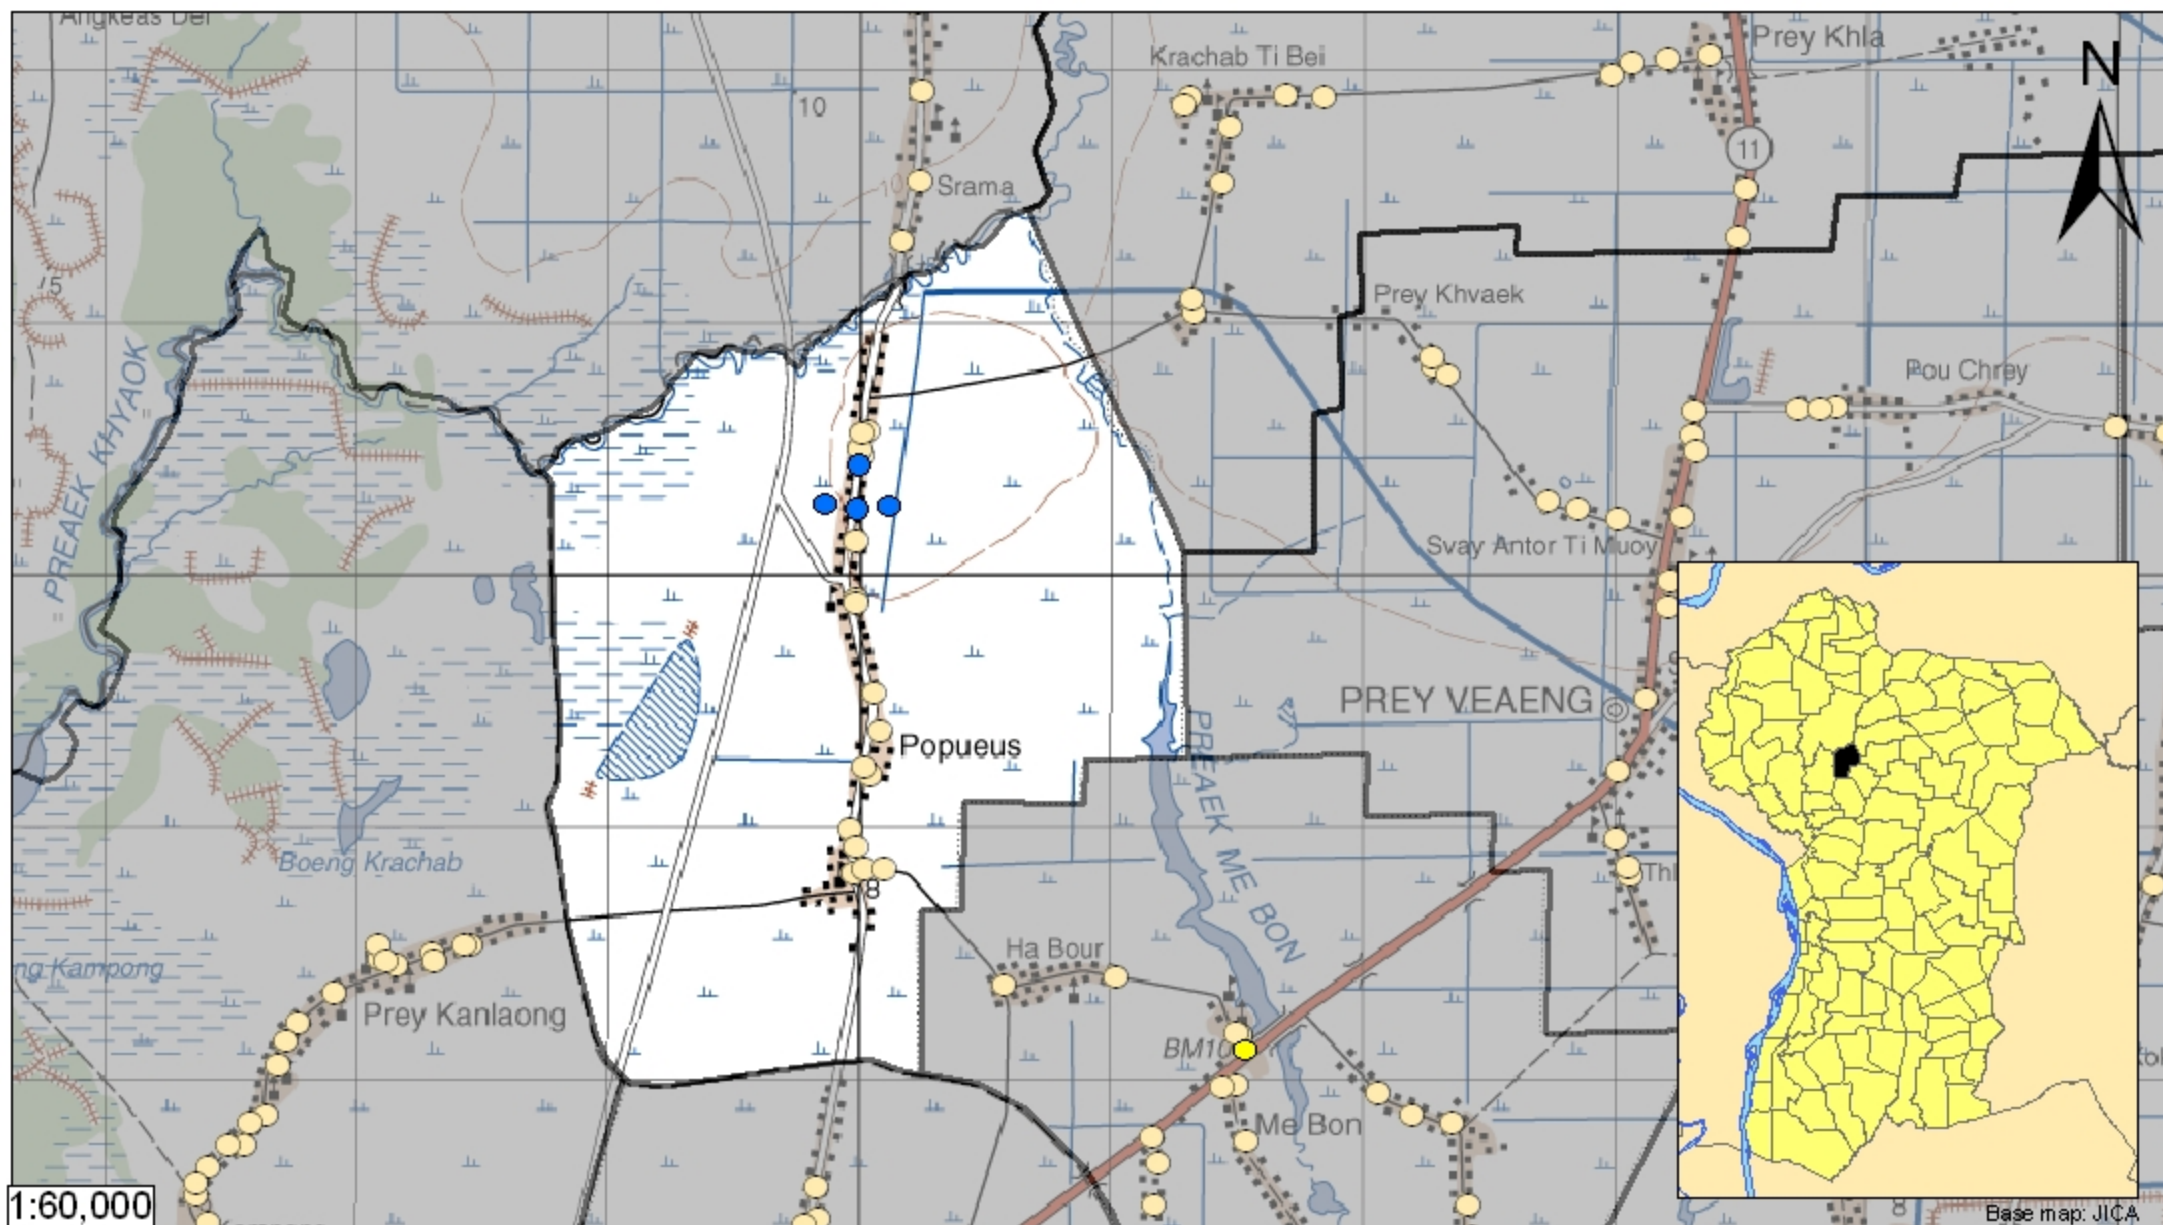 Angkeas Dei
Prey Khla
Krachab Ti Bei
N
10
11
10
Srama
5
Prey Khvaek
Pou Chrey
PREAEK KHYAOK
Svay Antor Ti Muoy
PREY VEAENG
PREAEK ME BON
Popueus
Boeng Krachab
8
Ha Bour
ng Kampong
Prey Kanlaong
BM10
Me Bon
1:60,000
Base map: JICA